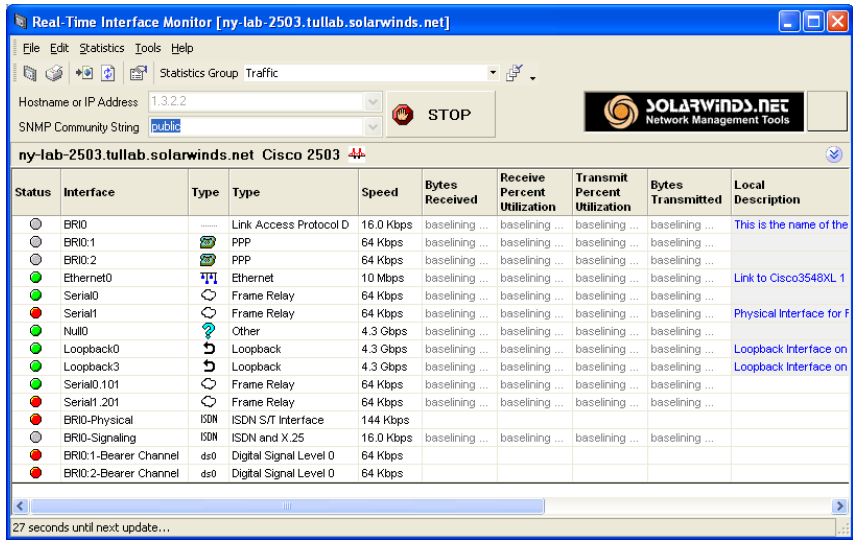 Real-Time Interface Monitor [ny-lab-2503.tullab.solarwinds.net]
File Edit Statistics Tools Help
Statistics Group Traffic
Hostname or IP Address 1.3.2.2
SNMP Community String public
STOP
SOLARWINDS.NET
Network Management Tools
ny-lab-2503.tullab.solarwinds.net Cisco 2503
Status Interface Type Type Speed Bytes Received Receive Percent Utilization Transmit Percent Utilization Bytes Transmitted Local Description
BRI0 Link Access Protocol D 16.0 Kbps baselining ... baselining ... baselining ... baselining ... This is the name of the
BRI0:1 PPP 64 Kbps baselining ... baselining ... baselining ... baselining ...
BRI0:2 PPP 64 Kbps baselining ... baselining ... baselining ... baselining ...
Ethernet0 Ethernet 10 Mbps baselining ... baselining ... baselining ... baselining ... Link to Cisco3548XL 1
Serial0 Frame Relay 64 Kbps baselining ... baselining ... baselining ... baselining ...
Serial1 Frame Relay 64 Kbps baselining ... baselining ... baselining ... baselining ... Physical Interface for F
Null0 Other 4.3 Gbps baselining ... baselining ... baselining ... baselining ...
Loopback0 Loopback 4.3 Gbps baselining ... baselining ... baselining ... baselining ... Loopback Interface on
Loopback3 Loopback 4.3 Gbps baselining ... baselining ... baselining ... baselining ... Loopback Interface on
Serial0.101 Frame Relay 64 Kbps baselining ... baselining ... baselining ... baselining ...
Serial1.201 Frame Relay 64 Kbps baselining ... baselining ... baselining ... baselining ...
BRI0-Physical ISDN ISDN S/T Interface 144 Kbps
BRI0-Signaling ISDN ISDN and X.25 16.0 Kbps baselining ... baselining ... baselining ... baselining ...
BRI0:1-Bearer Channel ds0 Digital Signal Level 0 64 Kbps
BRI0:2-Bearer Channel ds0 Digital Signal Level 0 64 Kbps
27 seconds until next update...